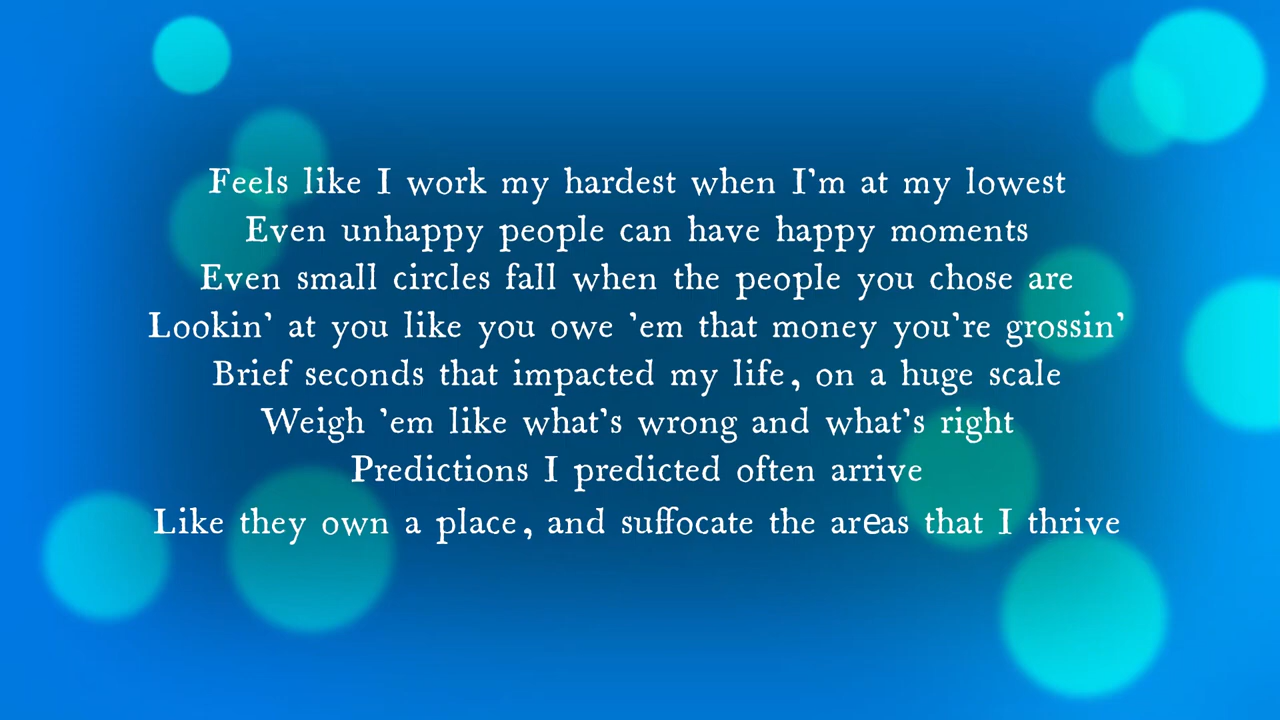 Feels like I work my hardest when I'm at my lowest
Even unhappy people can have happy moments
Even small circles fall when the people you chose are
Lookin' at you like you owe 'em that money you're grossin'
Brief seconds that impacted my life, on a huge scale
Weigh 'em like what's wrong and what's right
Predictions I predicted often arrive
Like they own a place, and suffocate the areas that I thrive